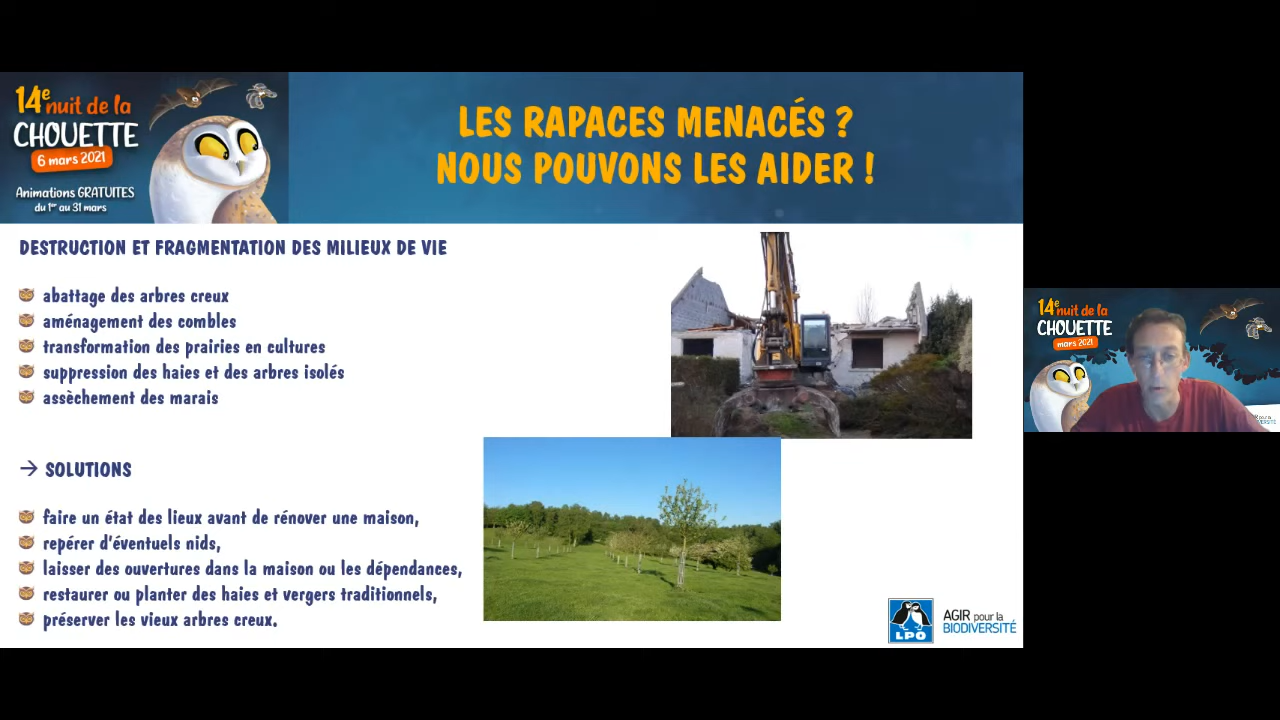 14e nuit de la
CHOUETTE
6 mars 2021
Animations GRATUITES
du 1er au 31 mars
LES RAPACES MENACÉS ?
NOUS POUVONS LES AIDER !
DESTRUCTION ET FRAGMENTATION DES MILIEUX DE VIE
abattage des arbres creux
aménagement des combles
transformation des prairies en cultures
suppression des haies et des arbres isolés
assèchement des marais
→ SOLUTIONS
faire un état des lieux avant de rénover une maison,
repérer d’éventuels nids,
laisser des ouvertures dans la maison ou les dépendances,
restaurer ou planter des haies et vergers traditionnels,
préserver les vieux arbres creux.
LPO
AGIR pour la
BIODIVERSITÉ
14e nuit de la
CHOUETTE
mars 2021